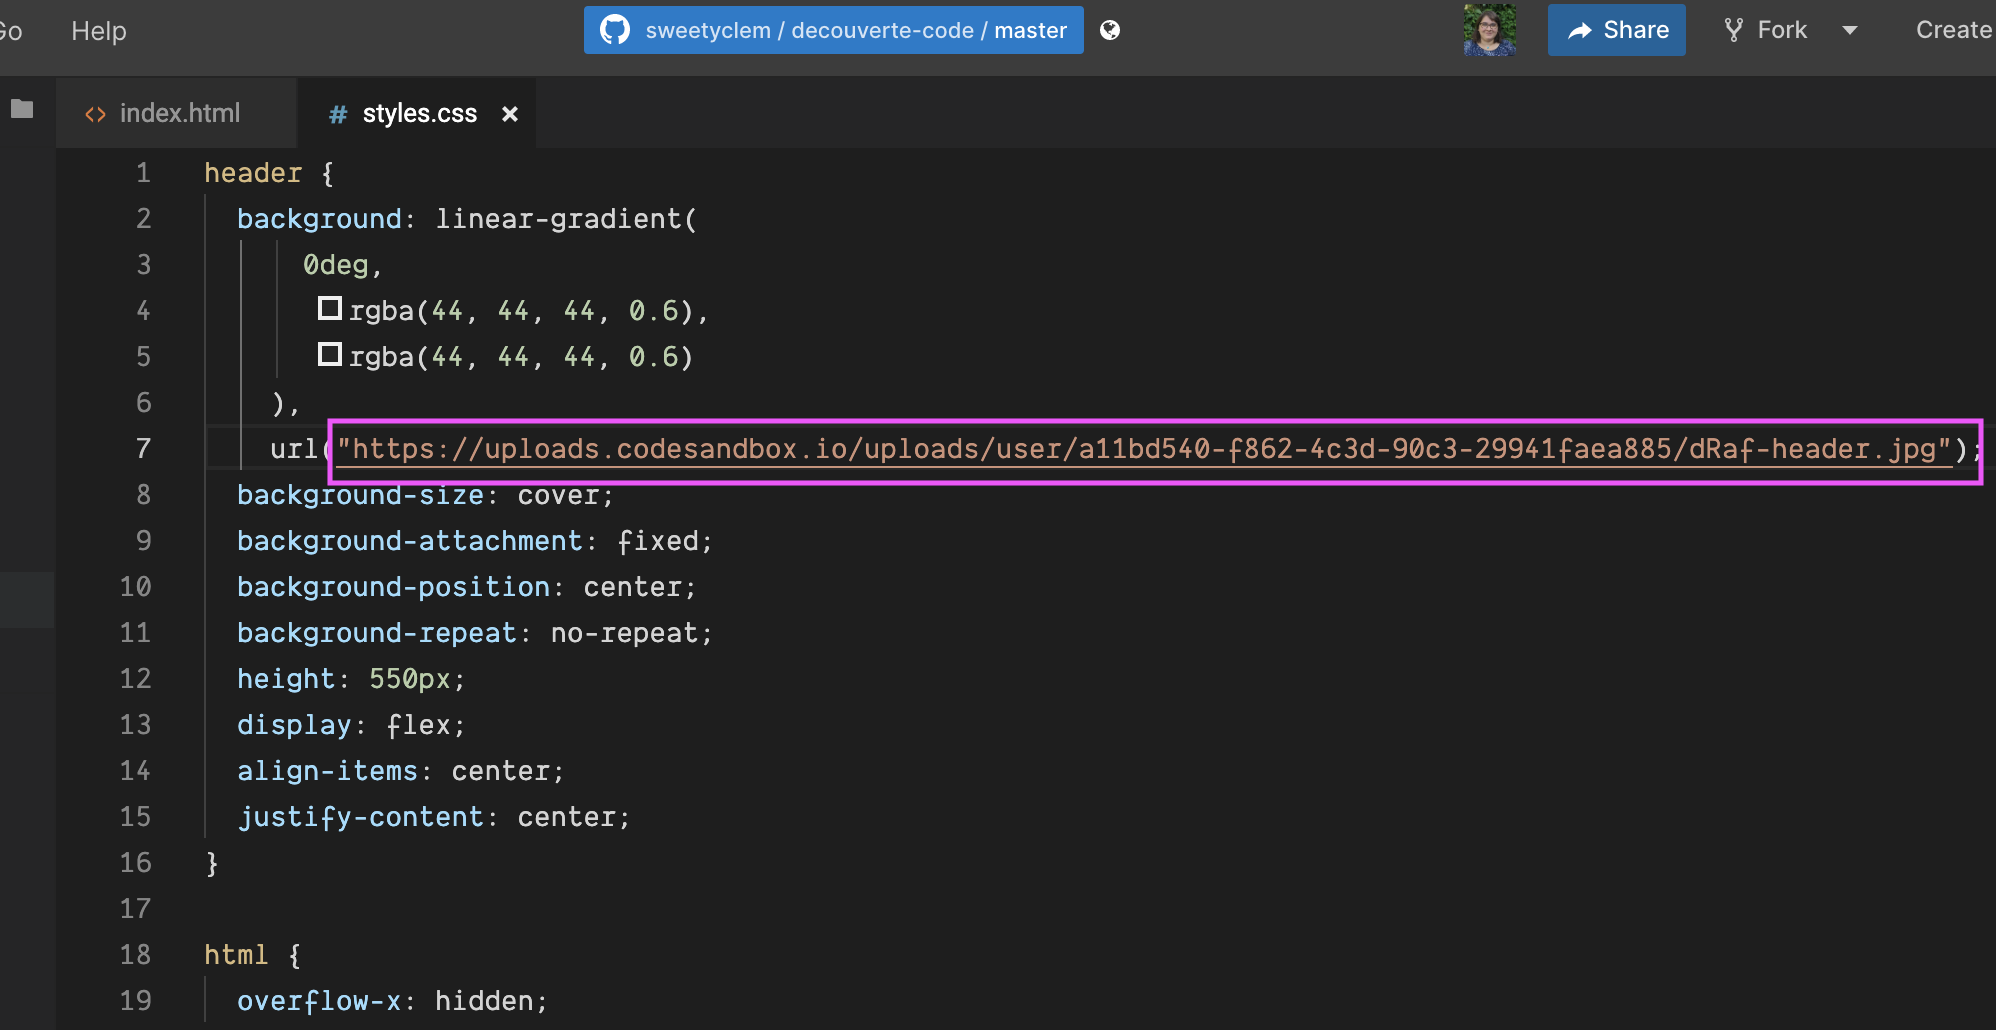 Go Help sweetyclem / decouverte-code / master Share Fork Create
<> index.html # styles.css ×
1 header {
2 background: linear-gradient(
3 0deg,
4 rgba(44, 44, 44, 0.6),
5 rgba(44, 44, 44, 0.6)
6 ),
7 url("https://uploads.codesandbox.io/uploads/user/a11bd540-f862-4c3d-90c3-29941faea885/dRaf-header.jpg");
8 background-size: cover;
9 background-attachment: fixed;
10 background-position: center;
11 background-repeat: no-repeat;
12 height: 550px;
13 display: flex;
14 align-items: center;
15 justify-content: center;
16 }
17
18 html {
19 overflow-x: hidden;